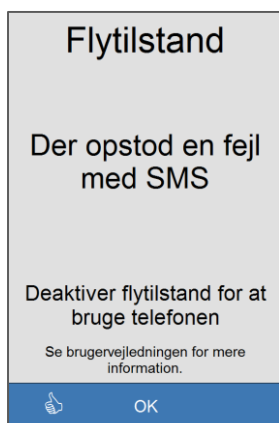 Flytilstand
Der opstod en fejl
med SMS
Deaktiver flytilstand for at
bruge telefonen
Se brugervejledningen for mere
information.
OK